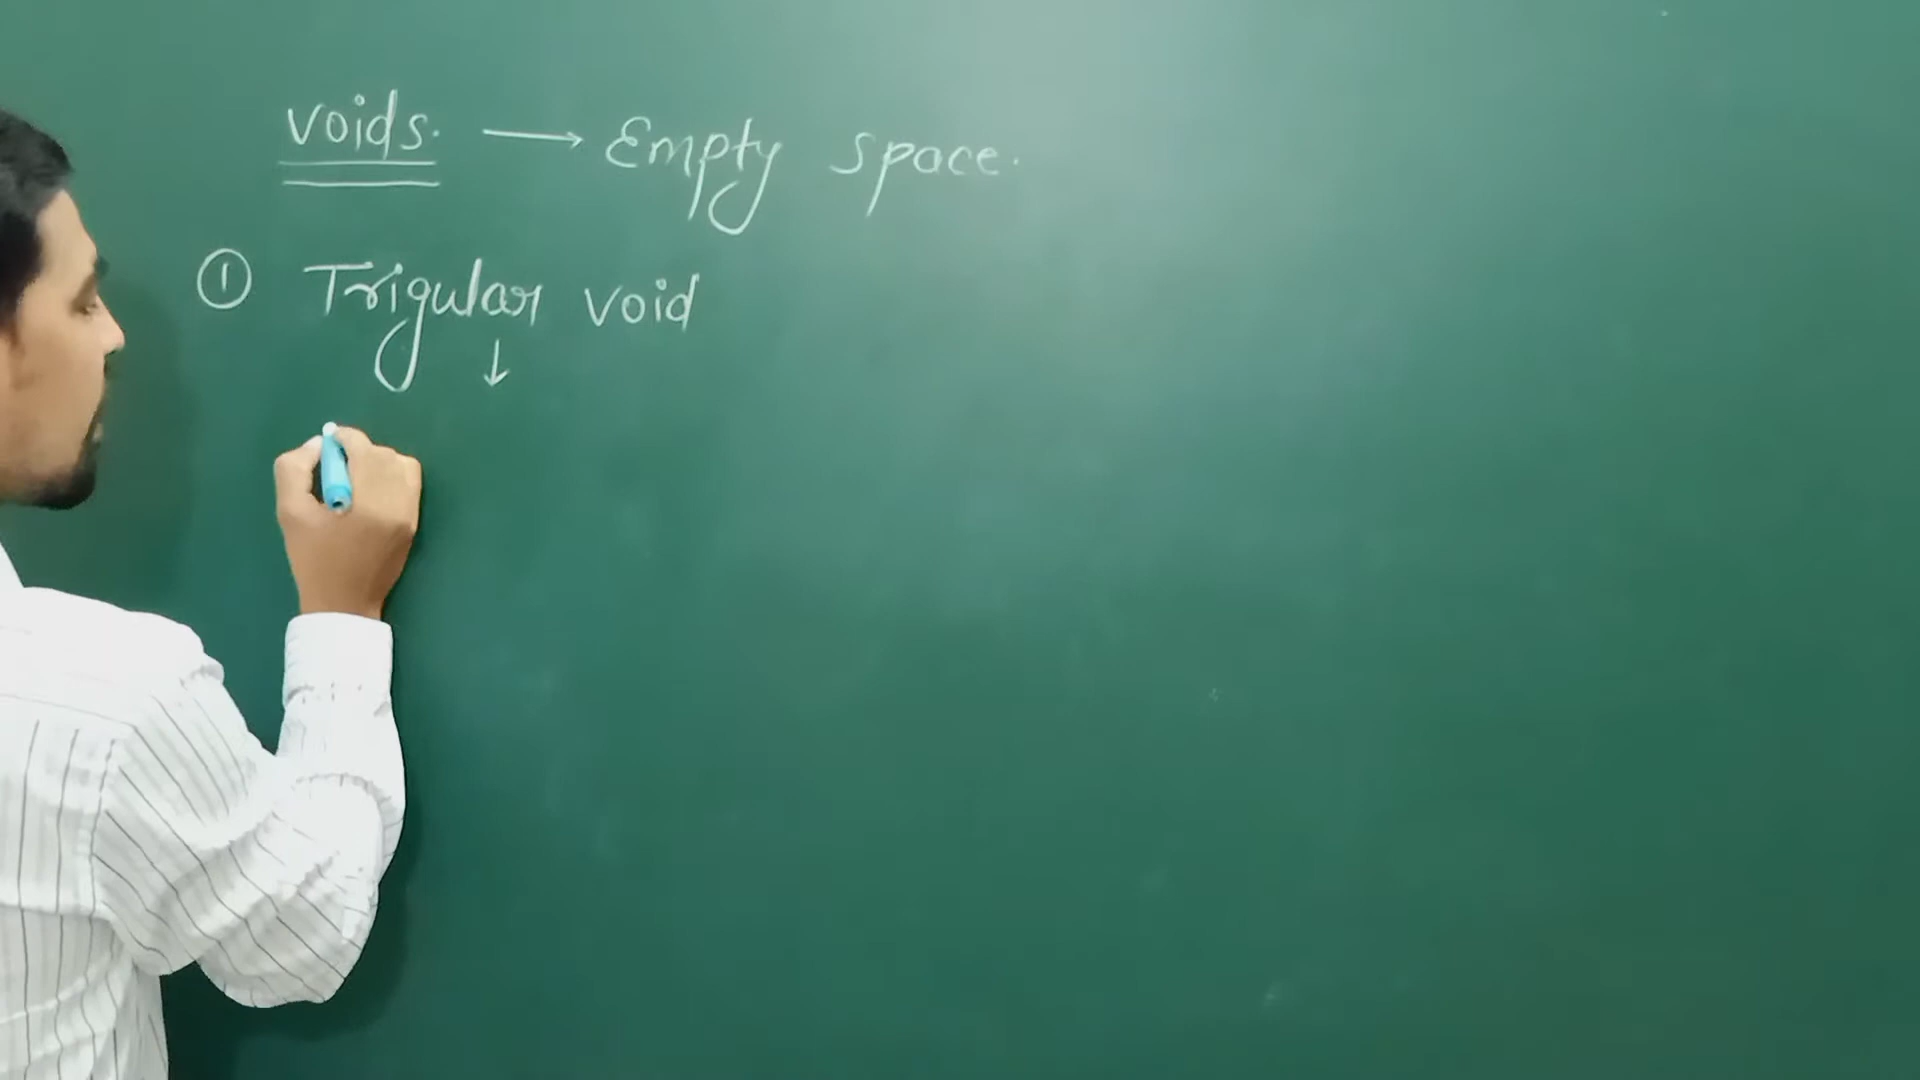 voids. → Empty space.
① Trigular void
↓